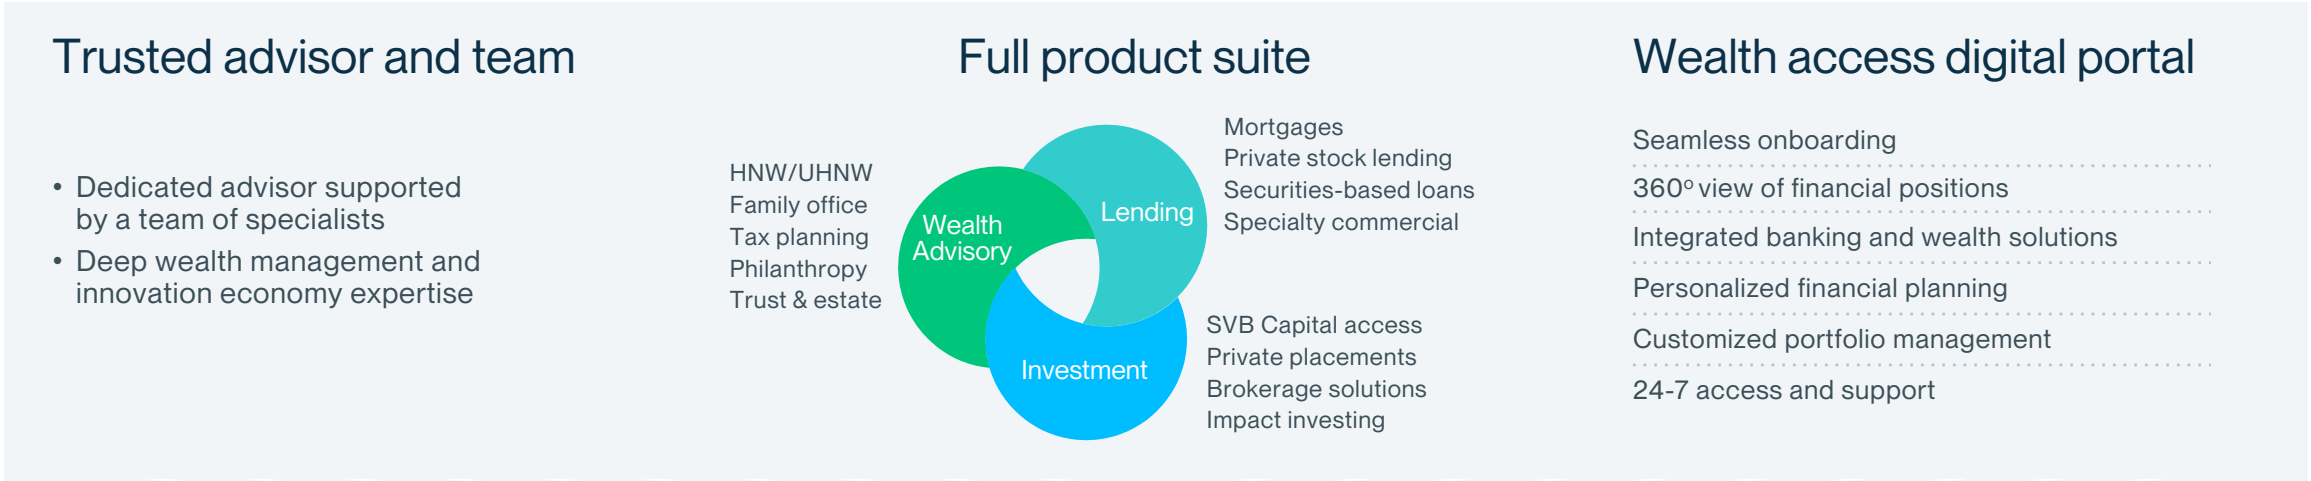 Trusted advisor and team
• Dedicated advisor supported
by a team of specialists
• Deep wealth management and
innovation economy expertise
Full product suite
HNW/UHNW
Family office
Tax planning
Philanthropy
Trust & estate
Wealth
Advisory
Lending
Investment
Mortgages
Private stock lending
Securities-based loans
Specialty commercial
SVB Capital access
Private placements
Brokerage solutions
Impact investing
Wealth access digital portal
Seamless onboarding
360° view of financial positions
Integrated banking and wealth solutions
Personalized financial planning
Customized portfolio management
24-7 access and support